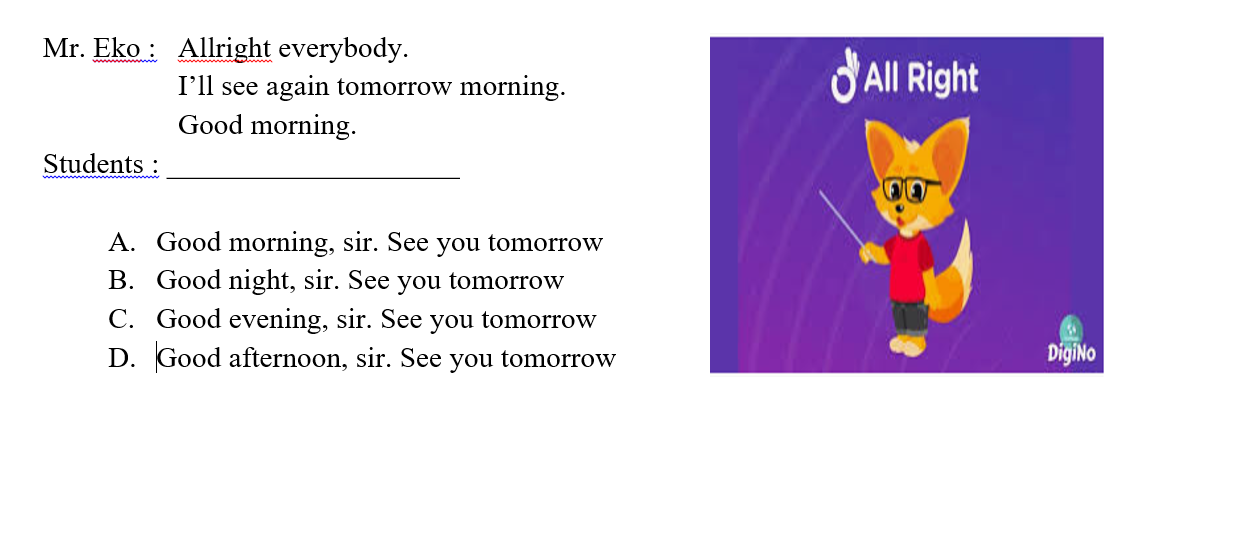 Mr. Eko : Allright everybody.
I’ll see again tomorrow morning.
Good morning.
Students : _____________________
A. Good morning, sir. See you tomorrow
B. Good night, sir. See you tomorrow
C. Good evening, sir. See you tomorrow
D. Good afternoon, sir. See you tomorrow
All Right
DigiNo